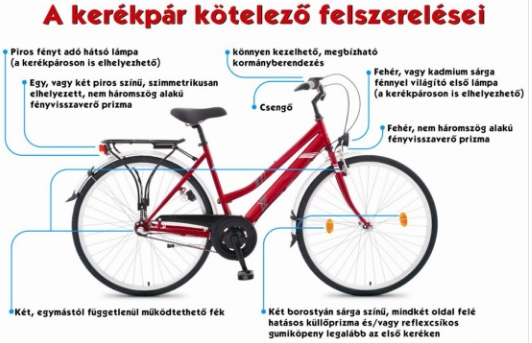 A kerékpár kötelező felszerelései
Piros fényt adó hátsó lámpa
(a kerékpároson is elhelyezhető)
Egy, vagy két piros színű, szimmetrikusan
elhelyezett, nem háromszög alakú
fényvisszaverő prizma
könnyen kezelhető, megbízható
kormányberendezés
Csengő
Fehér, vagy kadmium sárga
fénnyel világító első lámpa
(a kerékpároson is elhelyezhető)
Fehér, nem háromszög alakú
fényvisszaverő prizma
Két, egymástól függetlenül működtethető fék
Két borostyán sárga színű, mindkét oldal felé
hatásos küllőprizma és/vagy reflexcsíkos
gumiköpeny legalább az első keréken